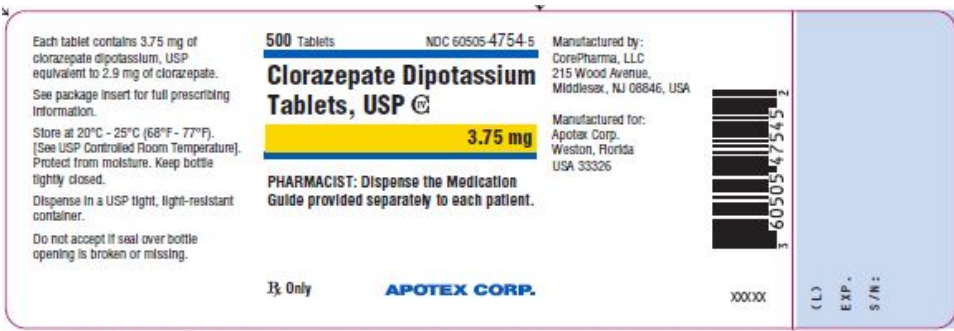 Each tablet contains 3.75 mg of
clorazepate dipotassium, USP
equivalent to 2.9 mg of clorazepate.
See package insert for full prescribing
information.
Store at 20°C - 25°C (68°F - 77°F).
[See USP Controlled Room Temperature].
Protect from moisture. Keep bottle
tightly closed.
Dispense in a USP tight, light-resistant
container.
Do not accept if seal over bottle
opening is broken or missing.
500 Tablets NDC 60505-4754-5
Clorazepate Dipotassium
Tablets, USP CIV
3.75 mg
PHARMACIST: Dispense the Medication
Guide provided separately to each patient.
Rx Only APOTEX CORP.
Manufactured by:
CorePharma, LLC
215 Wood Avenue,
Middlesex, NJ 08846, USA
Manufactured for:
Apotex Corp.
Weston, Florida
USA 33326
3 60505 47545 2
XXXXX
(L)
EXP.
S/N: